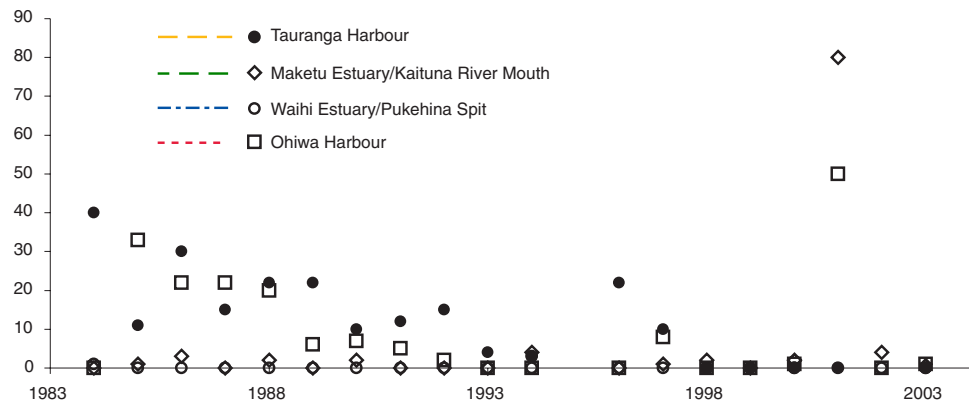 90
80
70
60
50
40
30
20
10
0
Tauranga Harbour
Maketu Estuary/Kaituna River Mouth
Waihi Estuary/Pukehina Spit
Ohiwa Harbour
1983 1988 1993 1998 2003